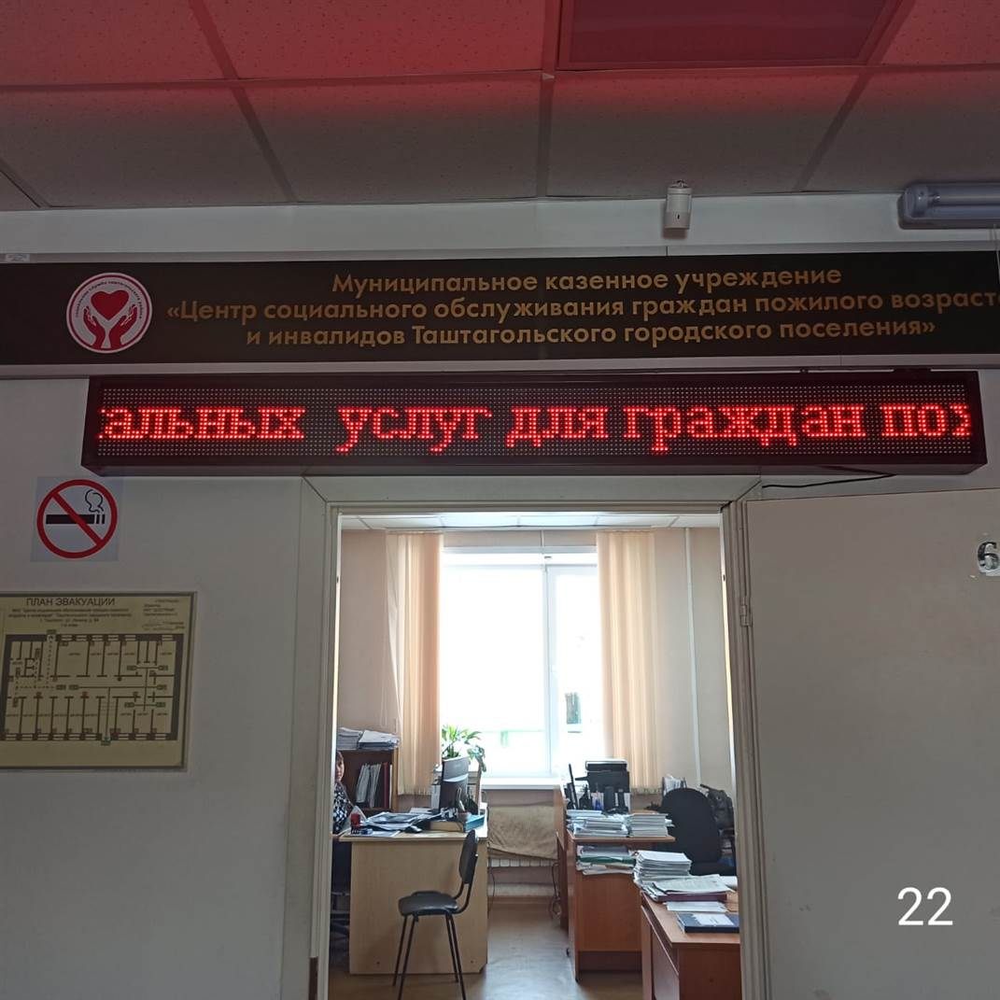 Муниципальное казенное учреждение
«Центр социального обслуживания граждан пожилого возраст
и инвалидов Таштагольского городского поселения»
альных услуг для граждан пож
ПЛАН ЭВАКУАЦИИ
6
22